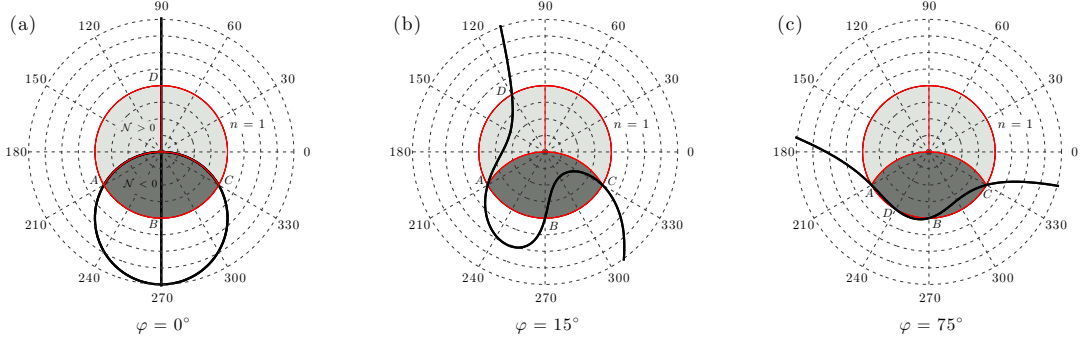 (a)
90
120
60
150
30
D
𝒩 > 0
n = 1
180
0
A
𝒩 < 0
C
210
B
330
240
300
270
φ = 0°
(b)
90
120
60
150
30
D
n = 1
180
0
A
C
210
B
330
240
300
270
φ = 15°
(c)
90
120
60
150
30
n = 1
180
0
A
C
210
D
B
330
240
300
270
φ = 75°